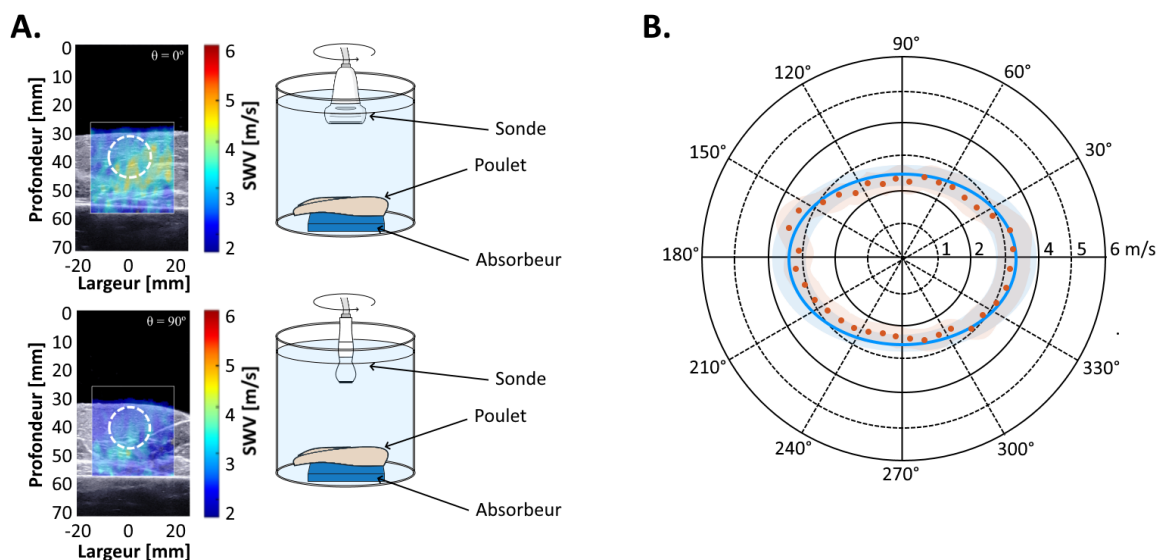 A.
0
10
20
30
40
50
60
70
Profondeur [mm]
θ = 0°
-20
0
20
Largeur [mm]
6
5
4
3
2
SWV [m/s]
Sonde
Poulet
Absorbeur
0
10
20
30
40
50
60
70
Profondeur [mm]
θ = 90°
-20
0
20
Largeur [mm]
6
5
4
3
2
SWV [m/s]
Sonde
Poulet
Absorbeur
B.
90°
120°
60°
150°
30°
180°
1
2
4
5
6 m/s
210°
330°
240°
300°
270°